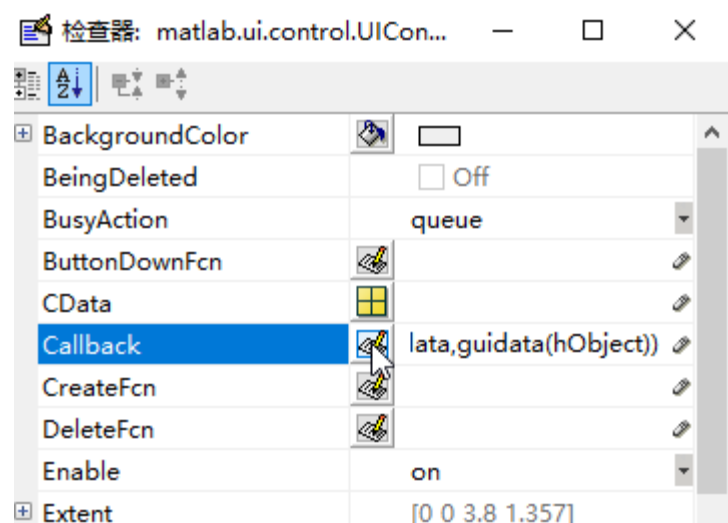 检查器: matlab.ui.control.UICon...
BackgroundColor
BeingDeleted Off
BusyAction queue
ButtonDownFcn
CData
Callback lata,guidata(hObject))
CreateFcn
DeleteFcn
Enable on
Extent [0 0 3.8 1.357]